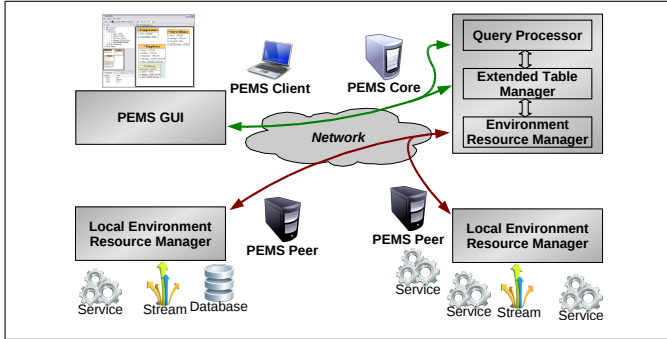 Query Processor
PEMS Client
PEMS Core
Extended Table
Manager
PEMS GUI
Network
Environment
Resource Manager
Local Environment
Resource Manager
PEMS Peer
PEMS Peer
Local Environment
Resource Manager
Service
Stream
Database
Service
Service
Stream
Service